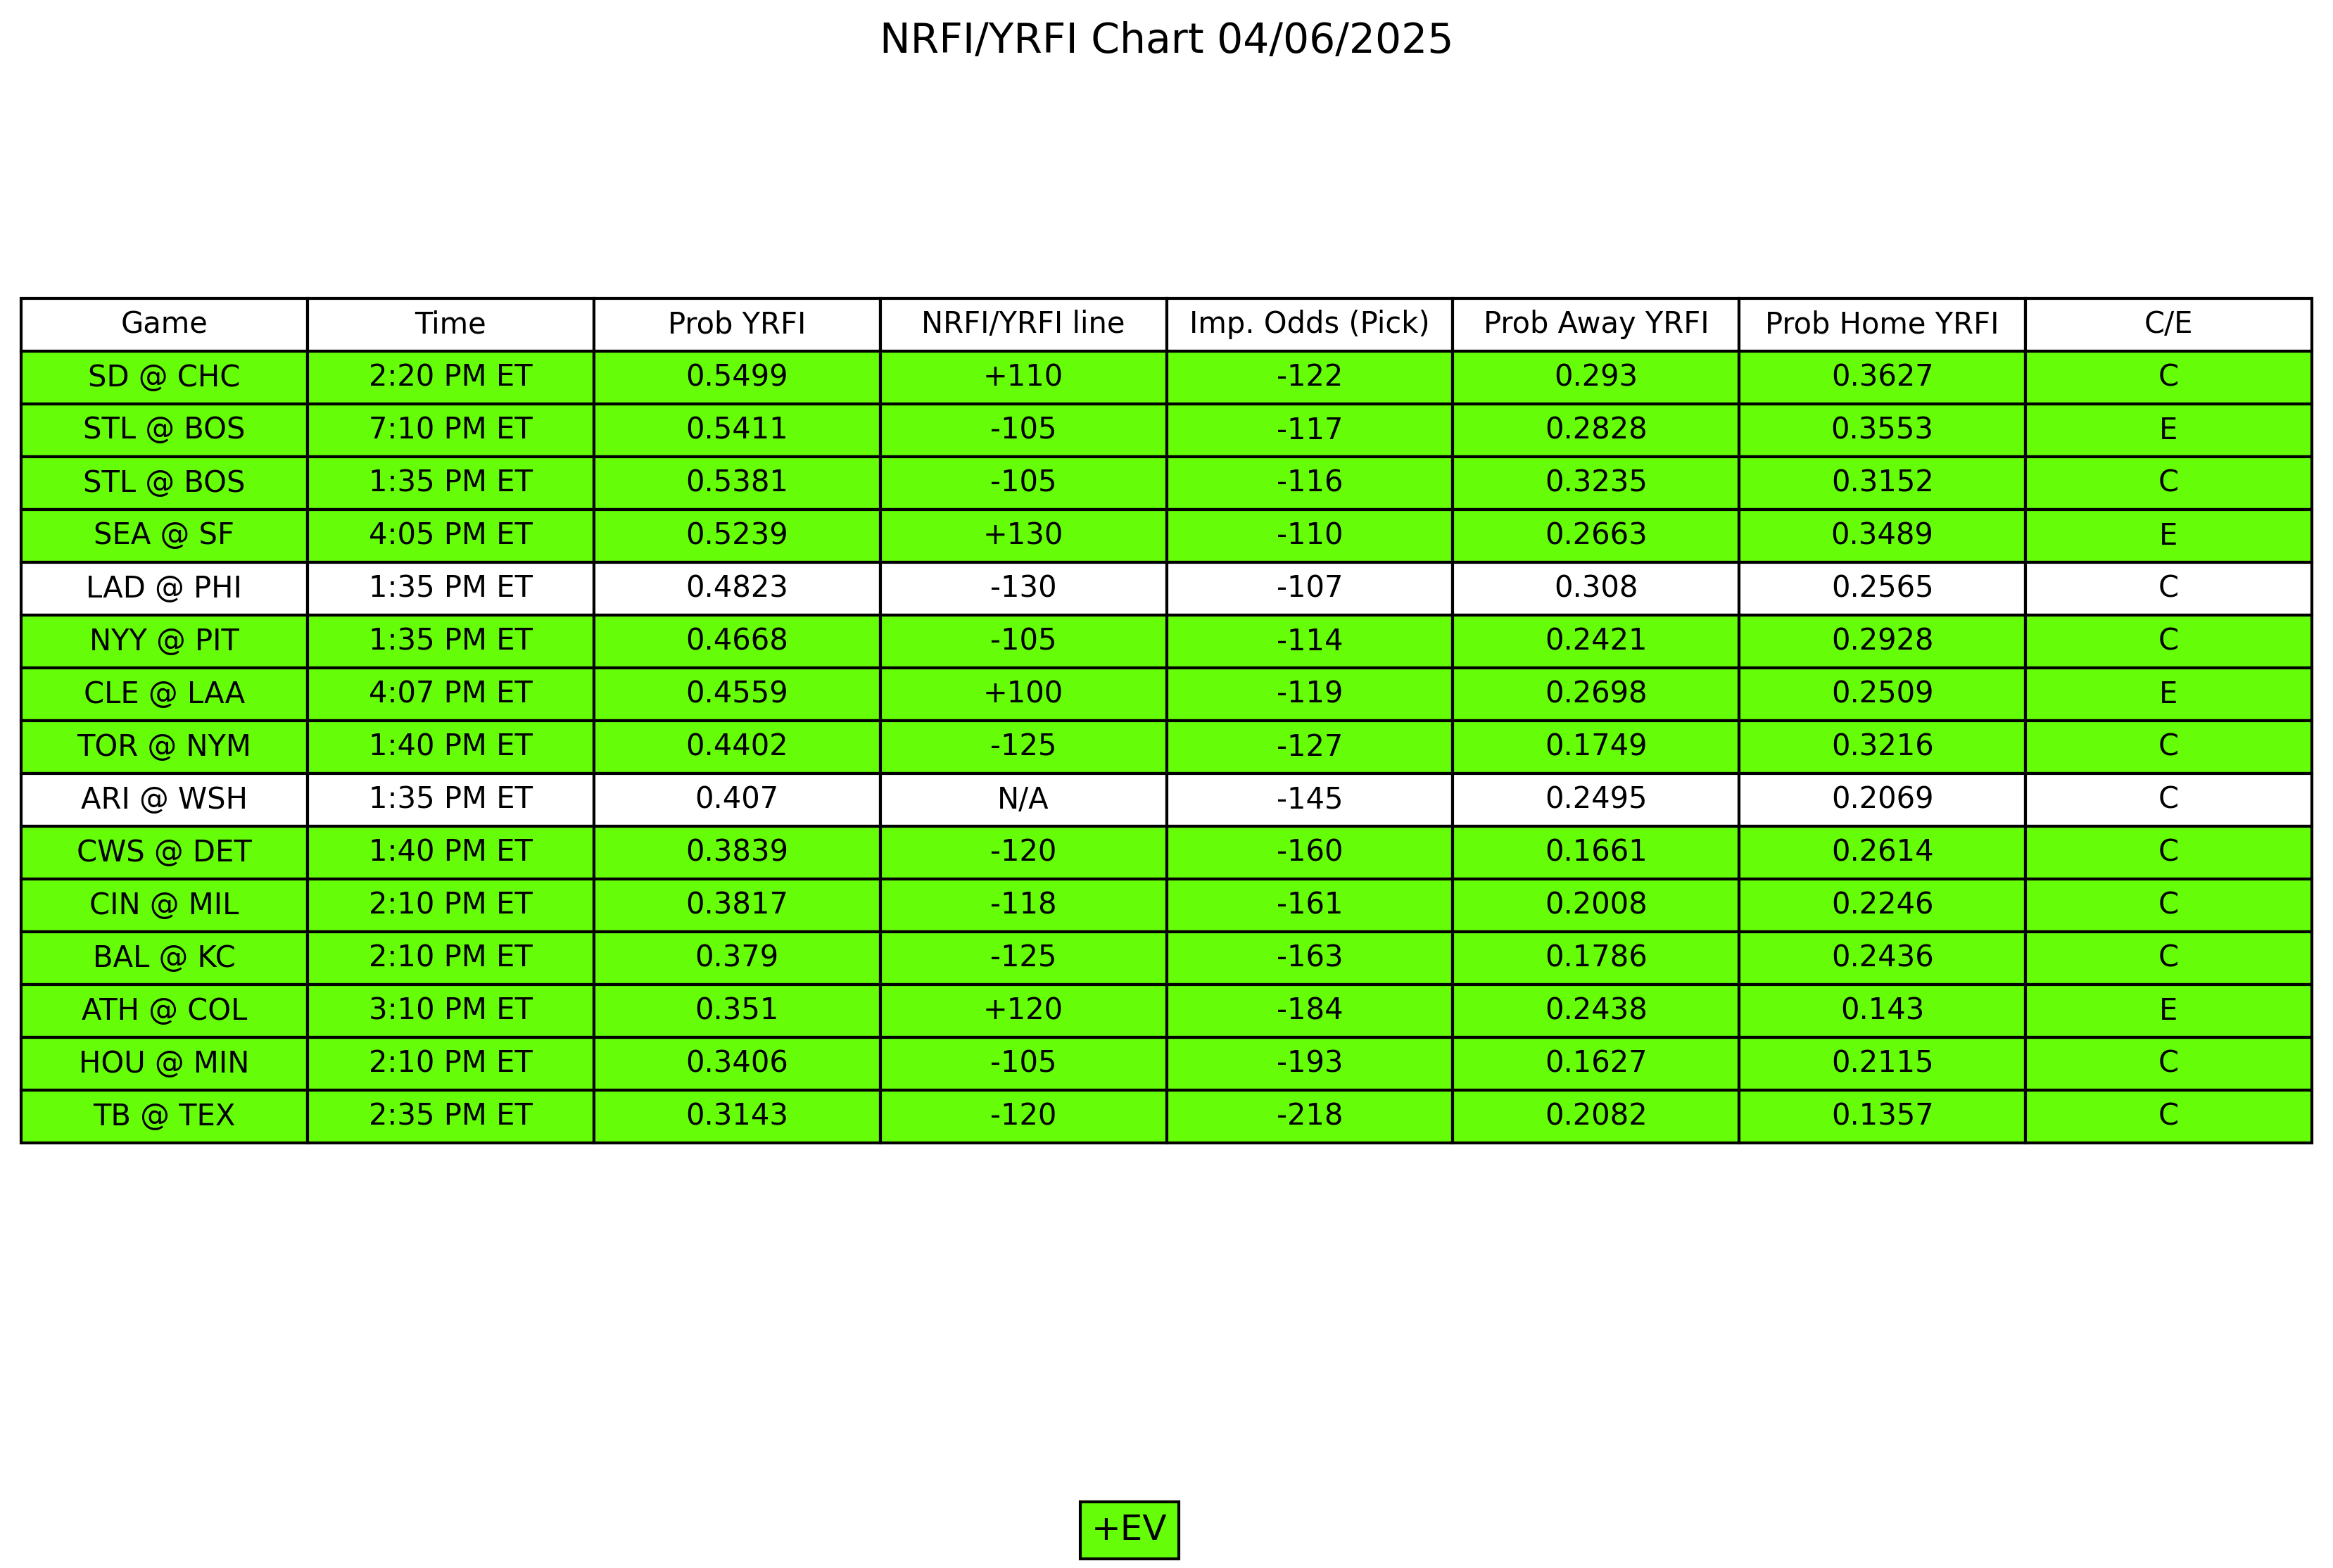 NRFI/YRFI Chart 04/06/2025
Game Time Prob YRFI NRFI/YRFI line Imp. Odds (Pick) Prob Away YRFI Prob Home YRFI C/E
SD @ CHC 2:20 PM ET 0.5499 +110 -122 0.293 0.3627 C
STL @ BOS 7:10 PM ET 0.5411 -105 -117 0.2828 0.3553 E
STL @ BOS 1:35 PM ET 0.5381 -105 -116 0.3235 0.3152 C
SEA @ SF 4:05 PM ET 0.5239 +130 -110 0.2663 0.3489 E
LAD @ PHI 1:35 PM ET 0.4823 -130 -107 0.308 0.2565 C
NYY @ PIT 1:35 PM ET 0.4668 -105 -114 0.2421 0.2928 C
CLE @ LAA 4:07 PM ET 0.4559 +100 -119 0.2698 0.2509 E
TOR @ NYM 1:40 PM ET 0.4402 -125 -127 0.1749 0.3216 C
ARI @ WSH 1:35 PM ET 0.407 N/A -145 0.2495 0.2069 C
CWS @ DET 1:40 PM ET 0.3839 -120 -160 0.1661 0.2614 C
CIN @ MIL 2:10 PM ET 0.3817 -118 -161 0.2008 0.2246 C
BAL @ KC 2:10 PM ET 0.379 -125 -163 0.1786 0.2436 C
ATH @ COL 3:10 PM ET 0.351 +120 -184 0.2438 0.143 E
HOU @ MIN 2:10 PM ET 0.3406 -105 -193 0.1627 0.2115 C
TB @ TEX 2:35 PM ET 0.3143 -120 -218 0.2082 0.1357 C
+EV